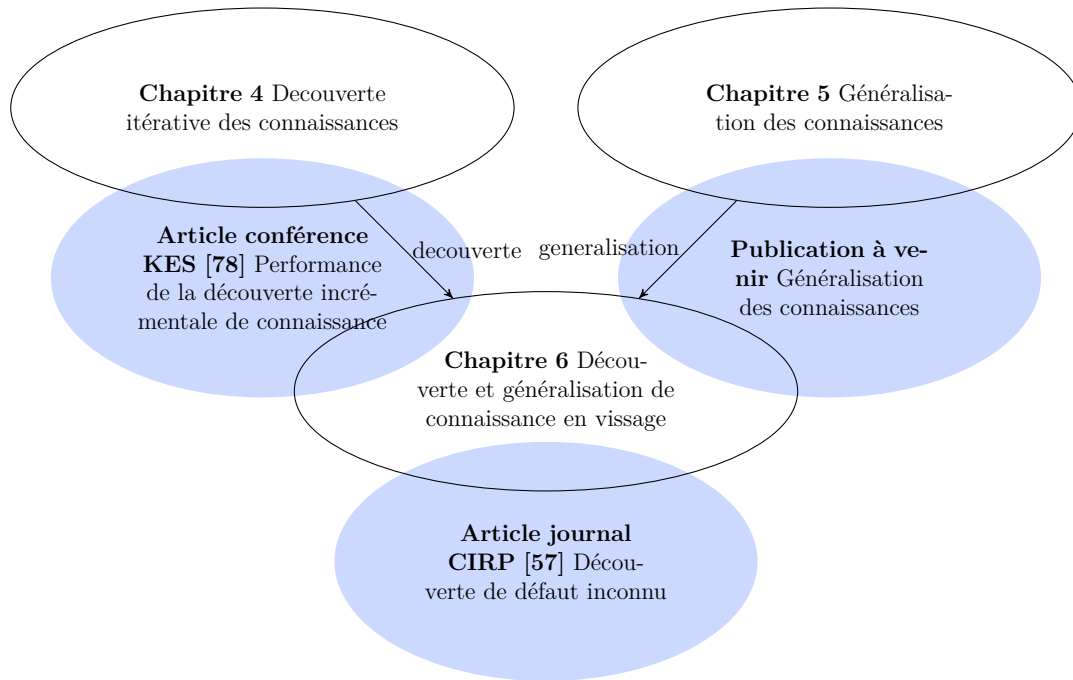 Chapitre 4 Decouverte
itérative des connaissances
Chapitre 5 Générалisa-
tion des connaissances
Article conférence
KES [78] Performance
de la découverte incré-
mentale de connaissance
decouverte
generalisation
Publication à ve-
nir Généralisation
des connaissances
Chapitre 6 Décou-
verte et généralisation de
connaissance en vissage
Article journal
CIRP [57] Décou-
verte de défaut inconnu